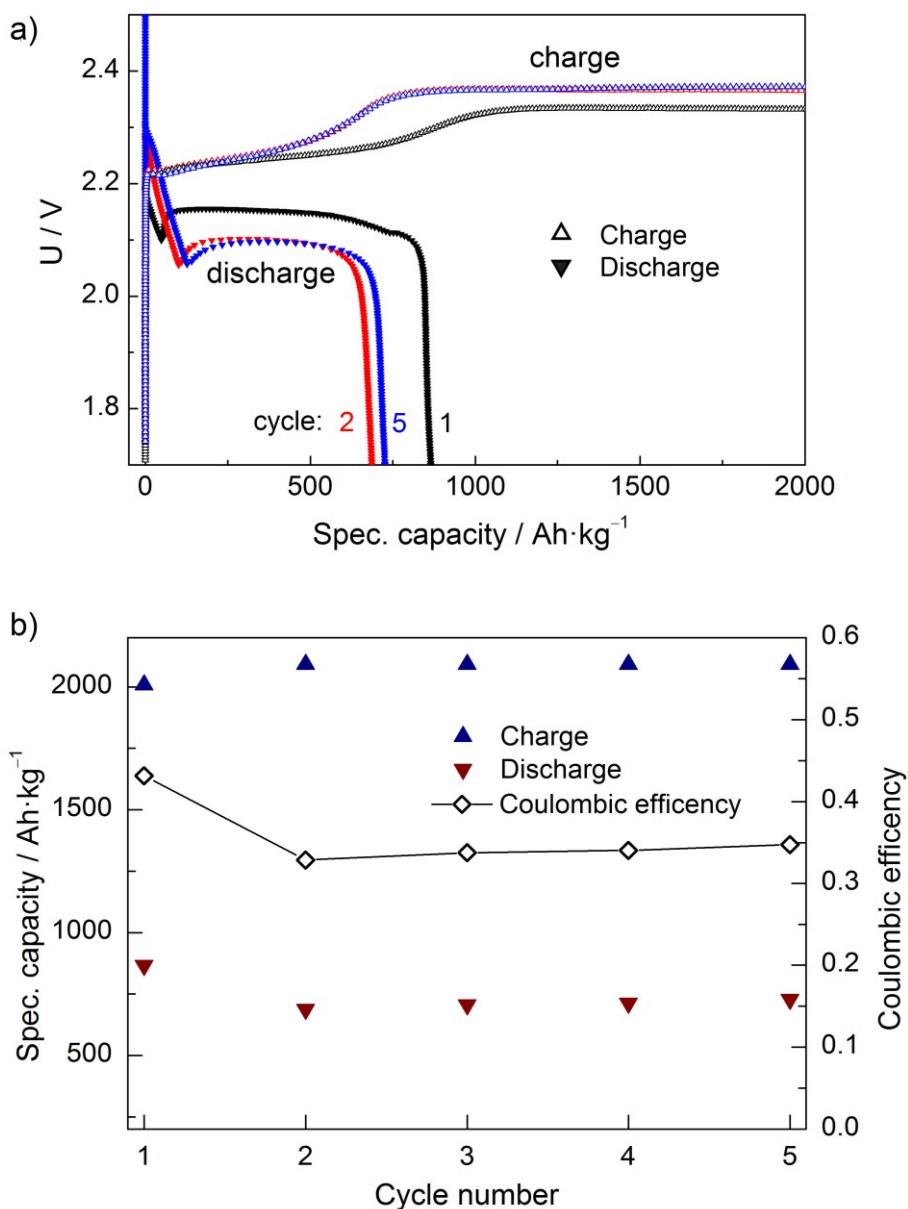 a)
2.4
2.2
2.0
1.8
U / V
charge
discharge
Charge
Discharge
cycle: 2 5 1
0 500 1000 1500 2000
Spec. capacity / Ah·kg⁻¹
b)
2000
1500
1000
500
Spec. capacity / Ah·kg⁻¹
Charge
Discharge
Coulombic efficency
0.6
0.5
0.4
0.3
0.2
0.1
0.0
Coulombic efficency
1 2 3 4 5
Cycle number